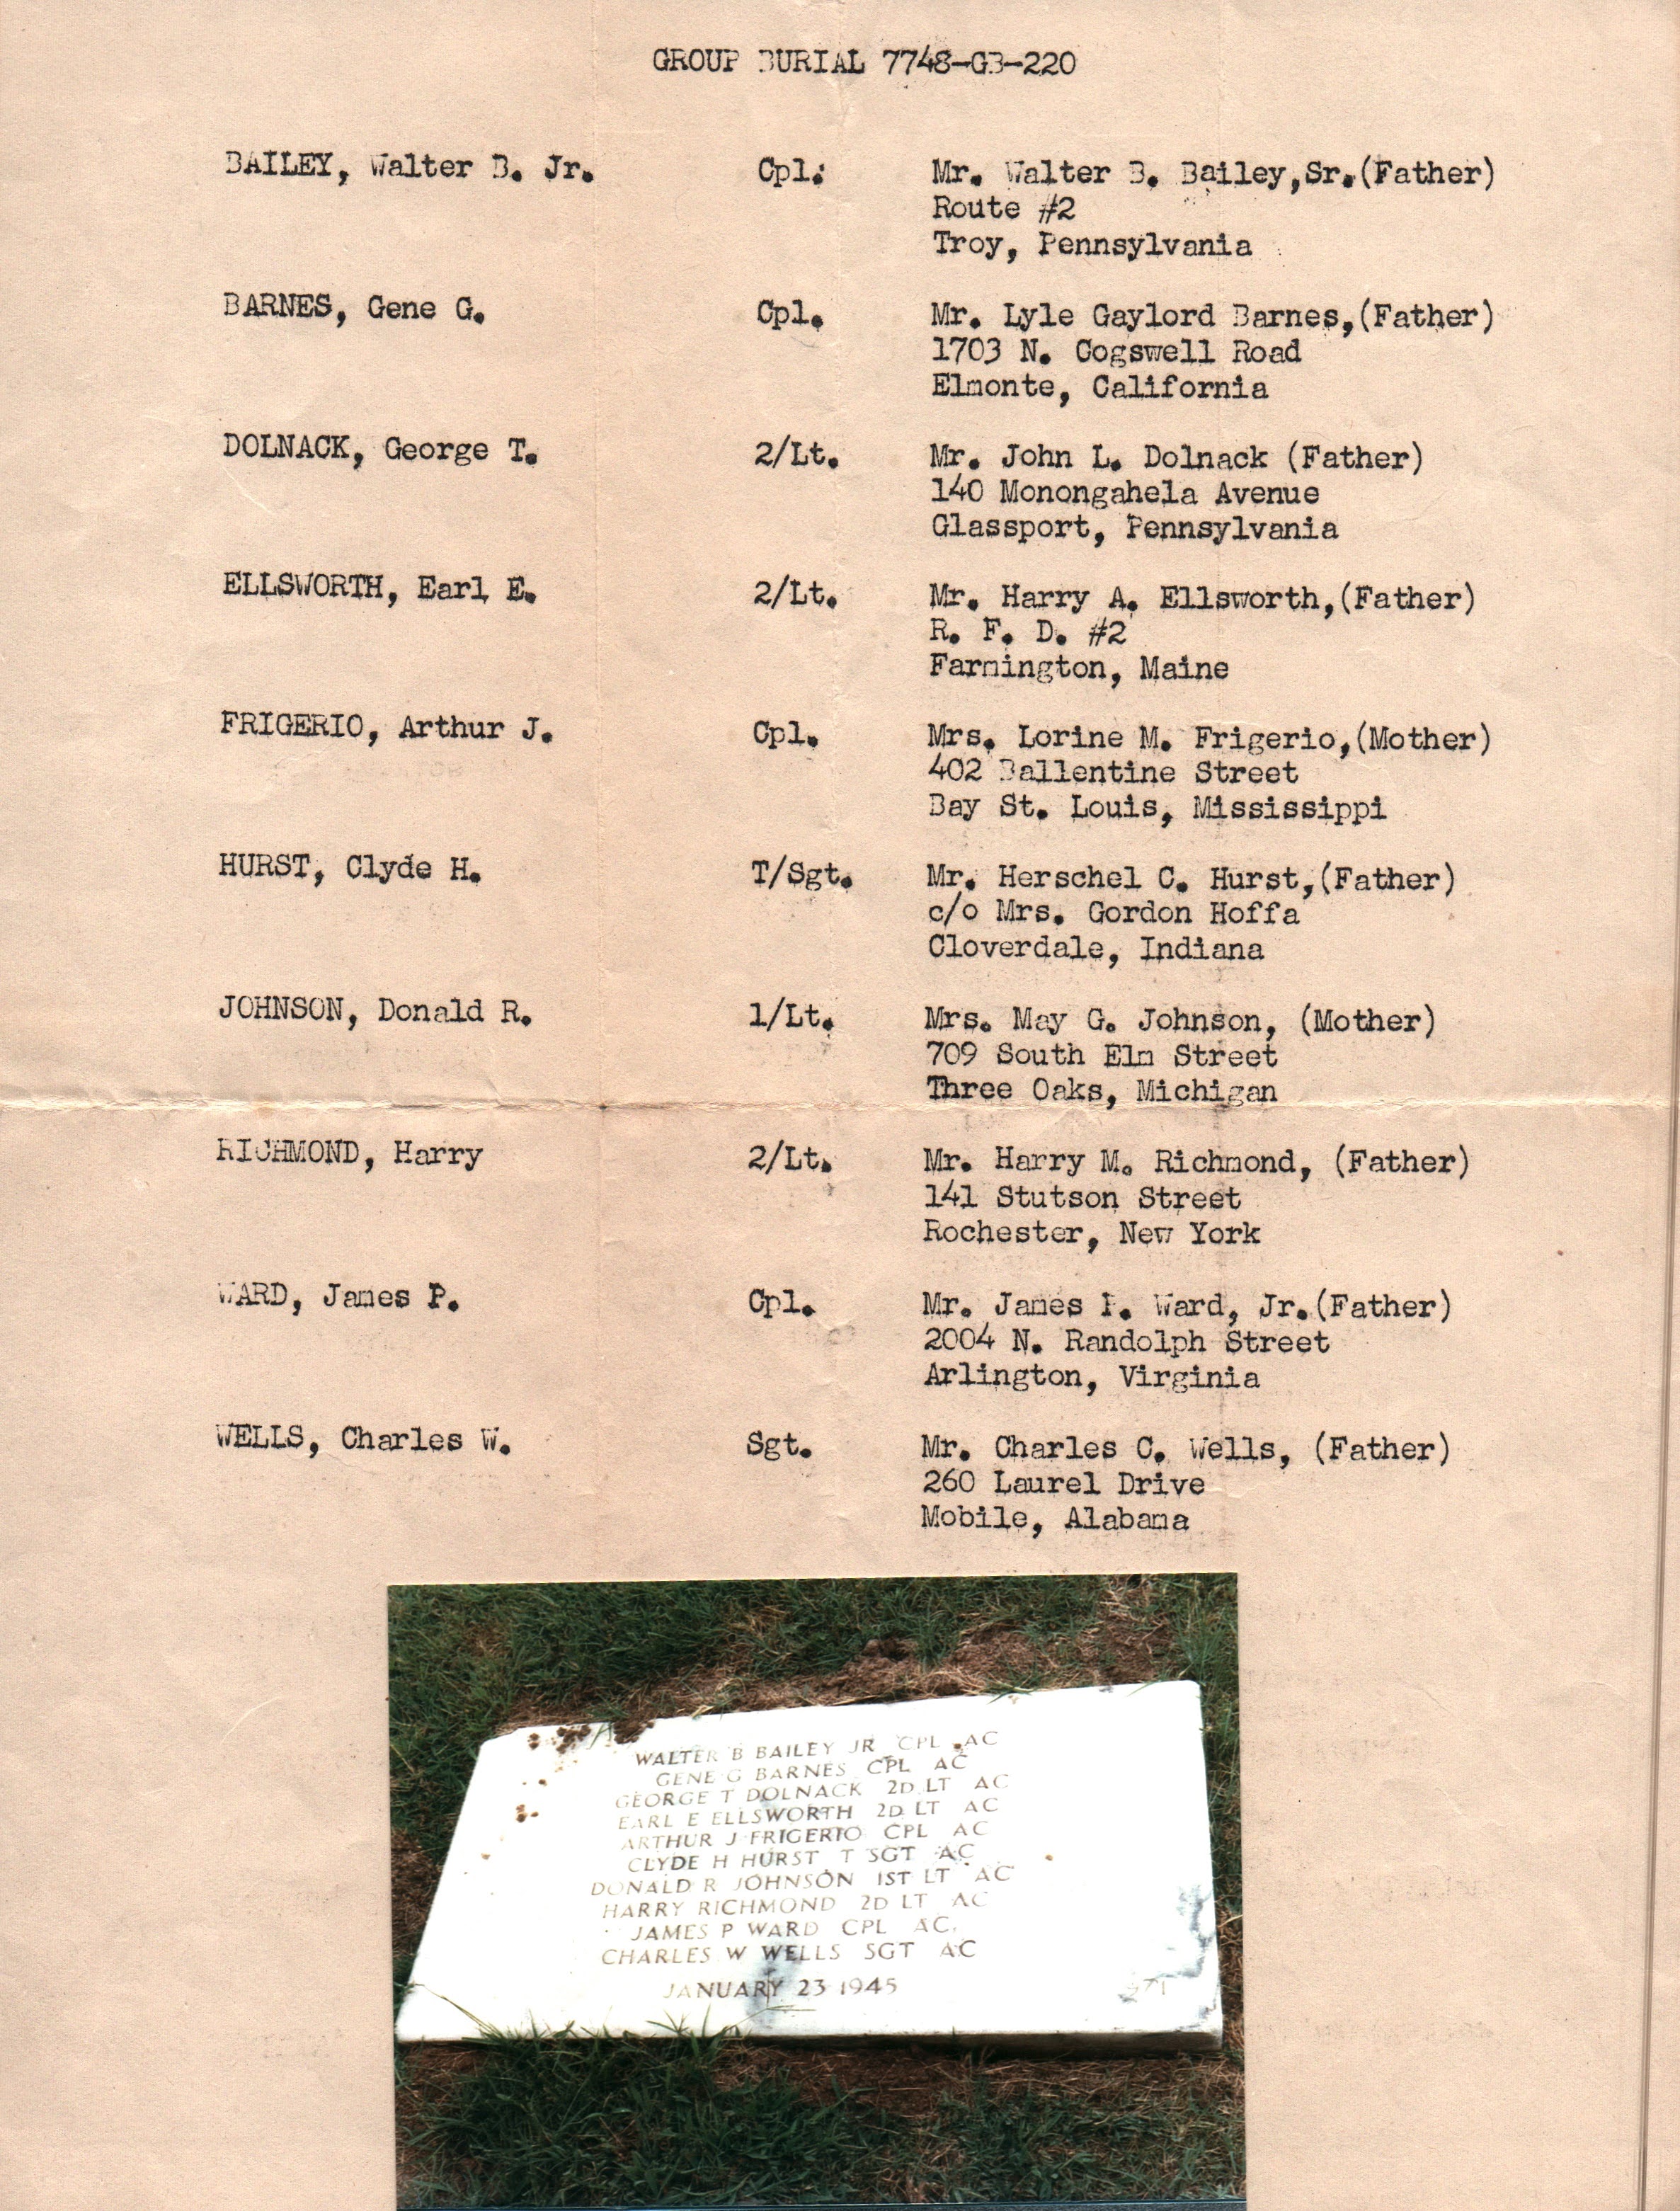 GROUP BURIAL 7748-GB-220
BAILEY, Walter B. Jr. Cpl. Mr. Walter B. Bailey,Sr.(Father)
Route #2
Troy, Pennsylvania
BARNES, Gene G. Cpl. Mr. Lyle Gaylord Barnes,(Father)
1703 N. Cogswell Road
Elmonte, California
DOLNACK, George T. 2/Lt. Mr. John L. Dolnack (Father)
140 Monongahela Avenue
Glassport, Pennsylvania
ELLSWORTH, Earl E. 2/Lt. Mr. Harry A. Ellsworth,(Father)
R. F. D. #2
Farmington, Maine
FRIGERIO, Arthur J. Cpl. Mrs. Lorine M. Frigerio,(Mother)
402 Ballentine Street
Bay St. Louis, Mississippi
HURST, Clyde H. T/Sgt. Mr. Herschel C. Hurst,(Father)
c/o Mrs. Gordon Hoffa
Cloverdale, Indiana
JOHNSON, Donald R. 1/Lt. Mrs. May G. Johnson, (Mother)
709 South Elm Street
Three Oaks, Michigan
RICHMOND, Harry 2/Lt. Mr. Harry M. Richmond, (Father)
141 Stutson Street
Rochester, New York
WARD, James P. Cpl. Mr. James P. Ward, Jr.(Father)
2004 N. Randolph Street
Arlington, Virginia
WELLS, Charles W. Sgt. Mr. Charles C. Wells, (Father)
260 Laurel Drive
Mobile, Alabama
WALTER B BAILEY JR CPL AC
GENE G BARNES CPL AC
GEORGE T DOLNACK 2D LT AC
EARL E ELLSWORTH 2D LT AC
ARTHUR J FRIGERIO CPL AC
CLYDE H HURST T SGT AC
DONALD R JOHNSON 1ST LT AC
HARRY RICHMOND 2D LT AC
JAMES P WARD CPL AC
CHARLES W WELLS SGT AC
JANUARY 23 1945